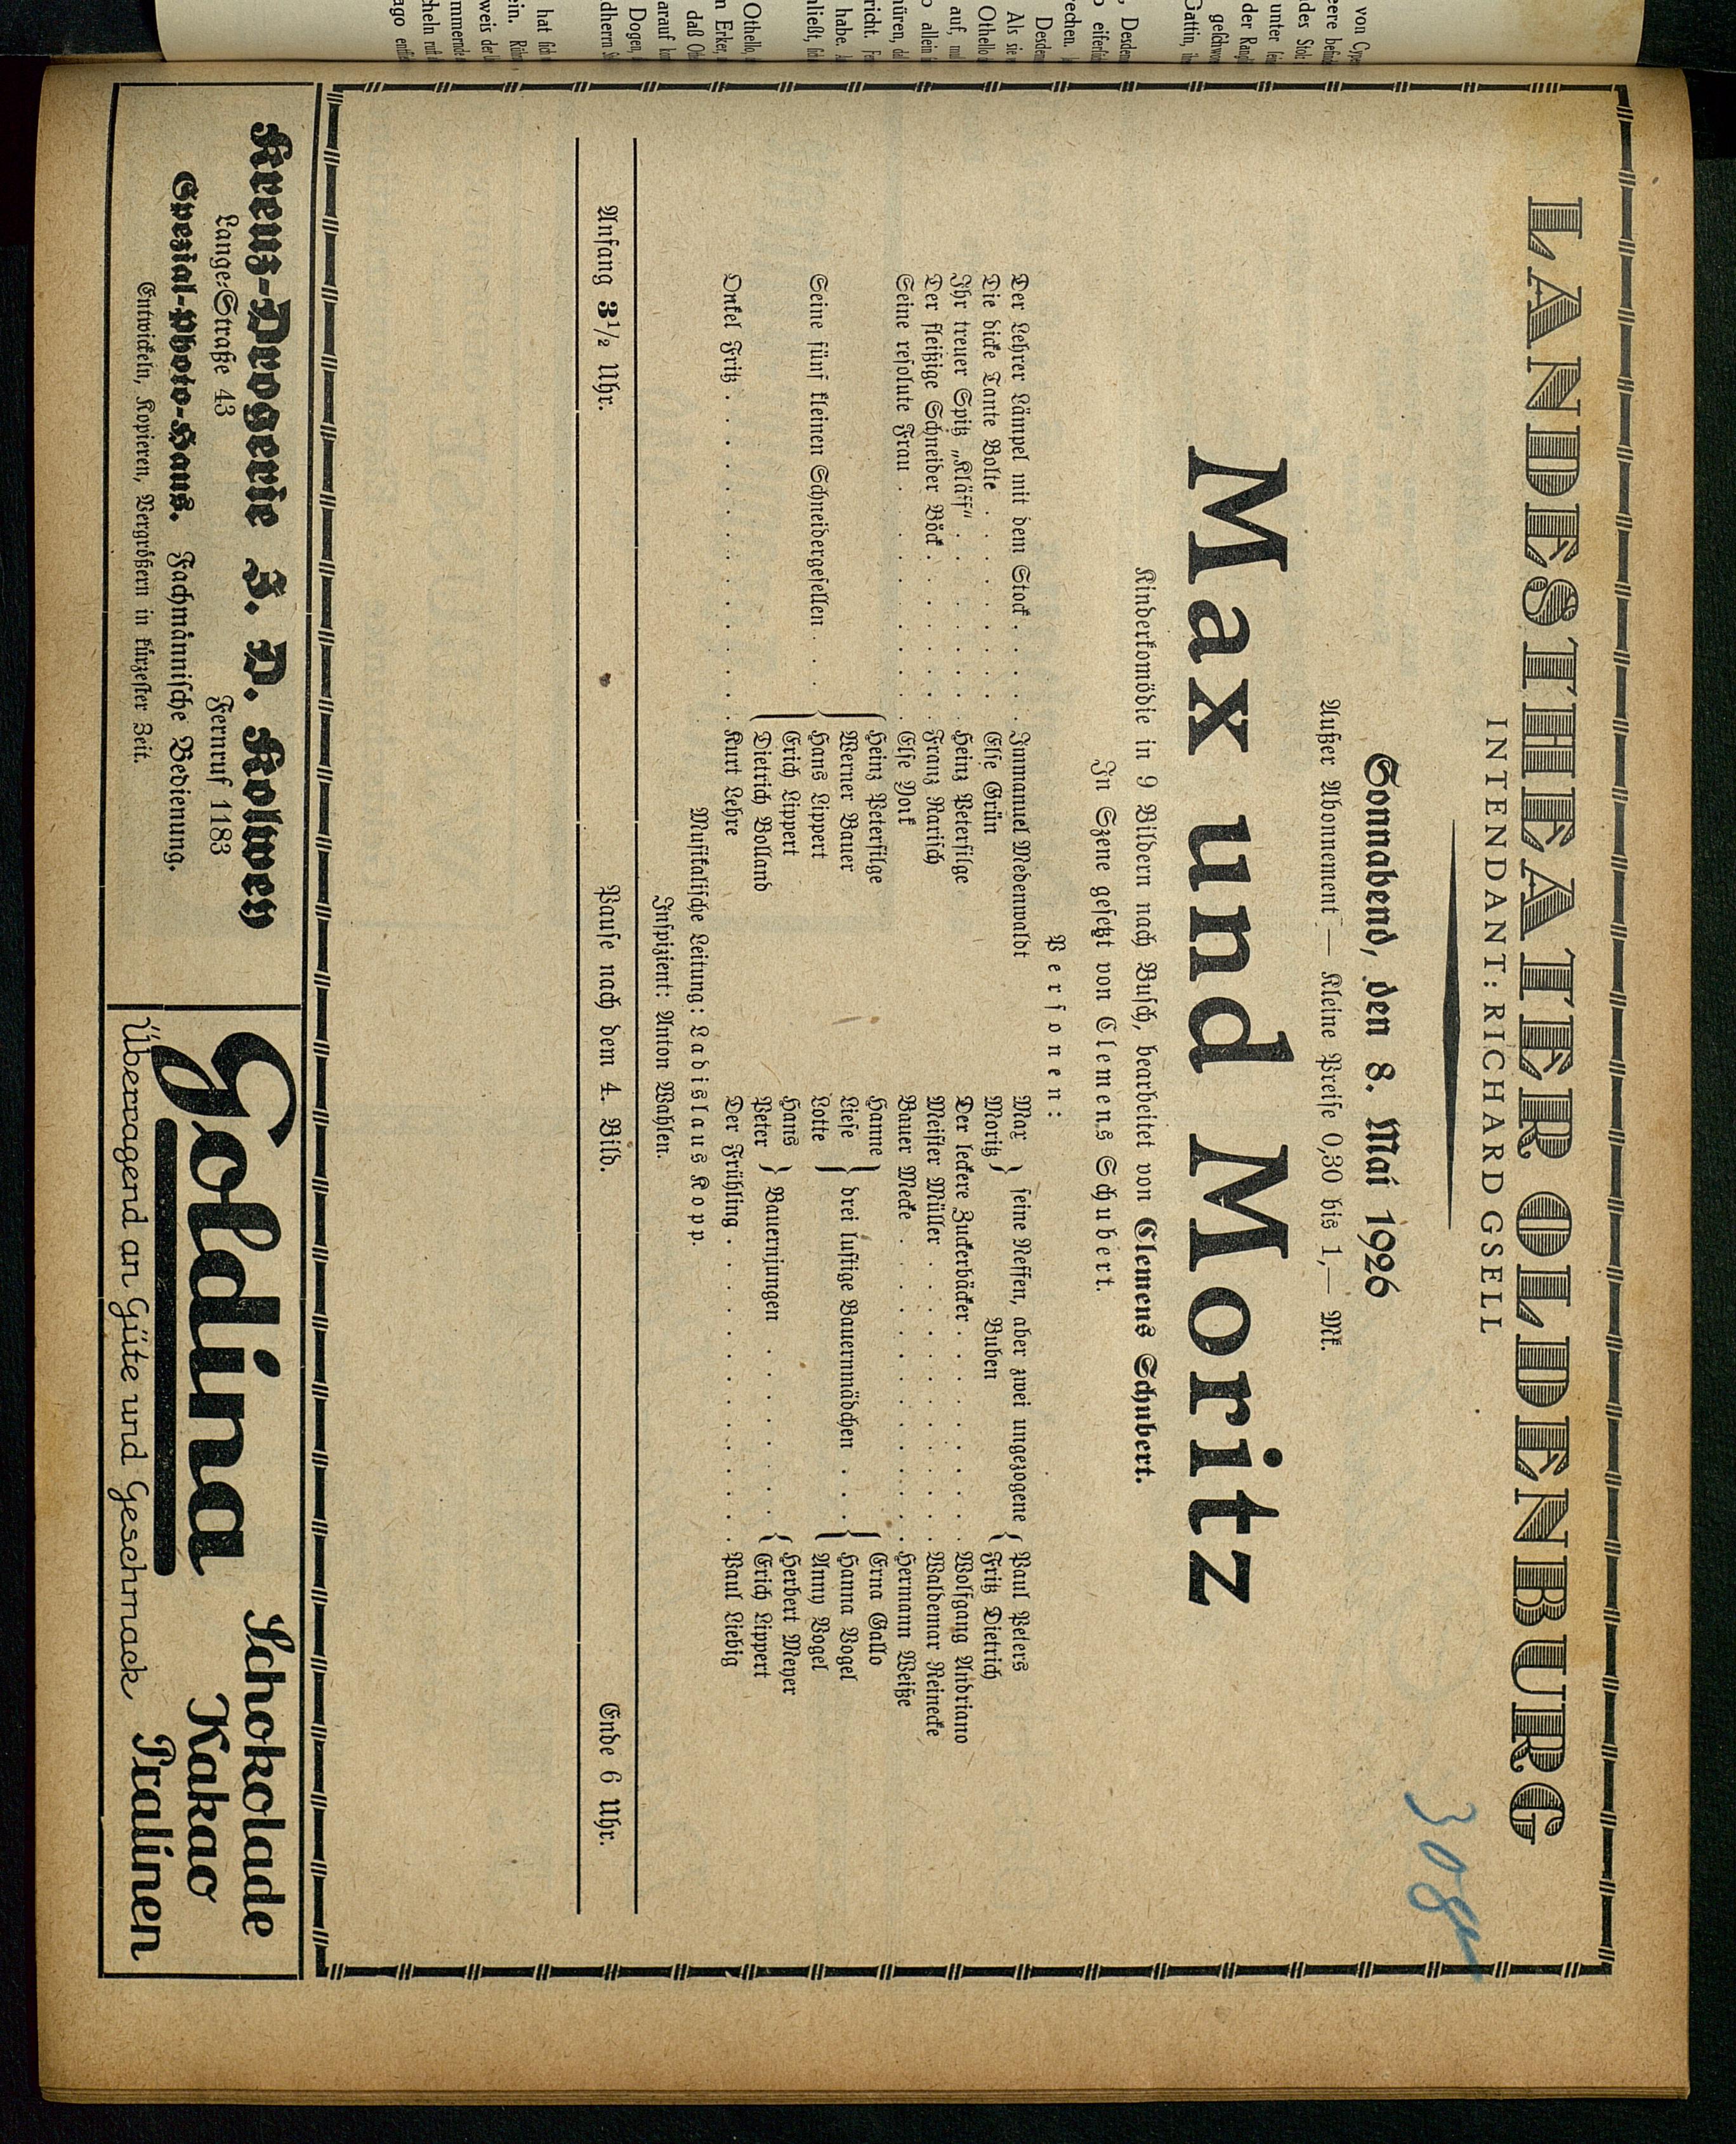 LANDESTHEATER OLDENBURG
INTENDANT: RICHARD GSELL
Sonnabend, den 8. Mai 1926
Außer Abonnement — Kleine Preise 0,30 bis 1,— Mk.
Max und Moritz
Kinderkomödie in 9 Bildern nach Busch, bearbeitet von Clemens Schubert.
In Szene gesetzt von Clemens Schubert.
Personen:
Der Lehrer Lämpel mit dem Stock . . . . Immanuel Medenwaldt
Die dicke Tante Bolte . . . . . . . Else Grün
Ihr treuer Spitz „Kläff“ . . . . . . Heinz Petersilge
Der fleißige Schneider Böck . . . . . . Franz Rarisch
Seine resolute Frau . . . . . . . Else York
Seine fünf kleinen Schneidergesellen . . . { Heinz Petersilge
Werner Bauer
Hans Lippert
Erich Lippert
Dietrich Bolland
Onkel Fritz . . . . . . . . . . Kurt Lehre
Max
Moritz } seine Neffen, aber zwei ungezogene Buben { Paul Peters
Fritz Dietrich
Der leckere Zuckerbäcker . . . . . . . Wolfgang Andriano
Meister Müller . . . . . . . . . Waldemar Reinecke
Bauer Mecke . . . . . . . . . . Hermann Weiße
Hanne
Liese
Lotte } drei lustige Bauernmädchen . . . { Erna Gallo
Hanna Vogel
Anny Vogel
Hans
Peter } Bauernjungen . . . . . . { Herbert Meyer
Erich Lippert
Der Frühling . . . . . . . . . . Paul Liebig
Musikalische Leitung: Ladislaus Kopp.
Inspizient: Anton Wahlen.
Anfang 3½ Uhr. Pause nach dem 4. Bild. Ende 6 Uhr.
Kreuz-Drogerie J. D. Kolwey
Lange-Straße 43 Fernruf 1183
Spezial-Photo-Haus. Fachmännische Bedienung.
Entwickeln, Kopieren, Vergrößern in kürzester Zeit.
Goldina
Schokolade
Kakao
Pralinen
Überragend an Güte und Geschmack